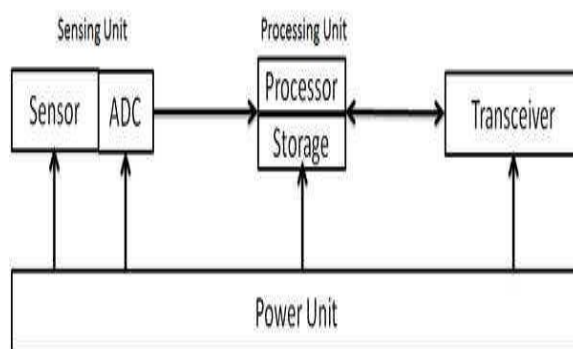 Sensing Unit
Processing Unit
Sensor
ADC
Processor
Storage
Transceiver
Power Unit